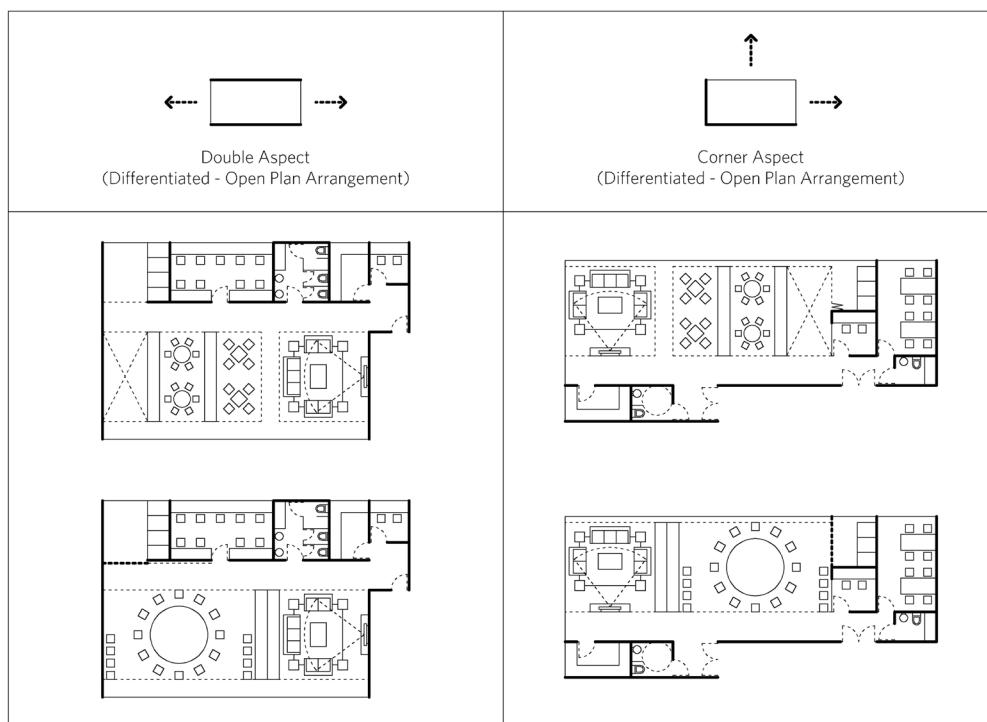 Double Aspect
(Differentiated - Open Plan Arrangement)
Corner Aspect
(Differentiated - Open Plan Arrangement)